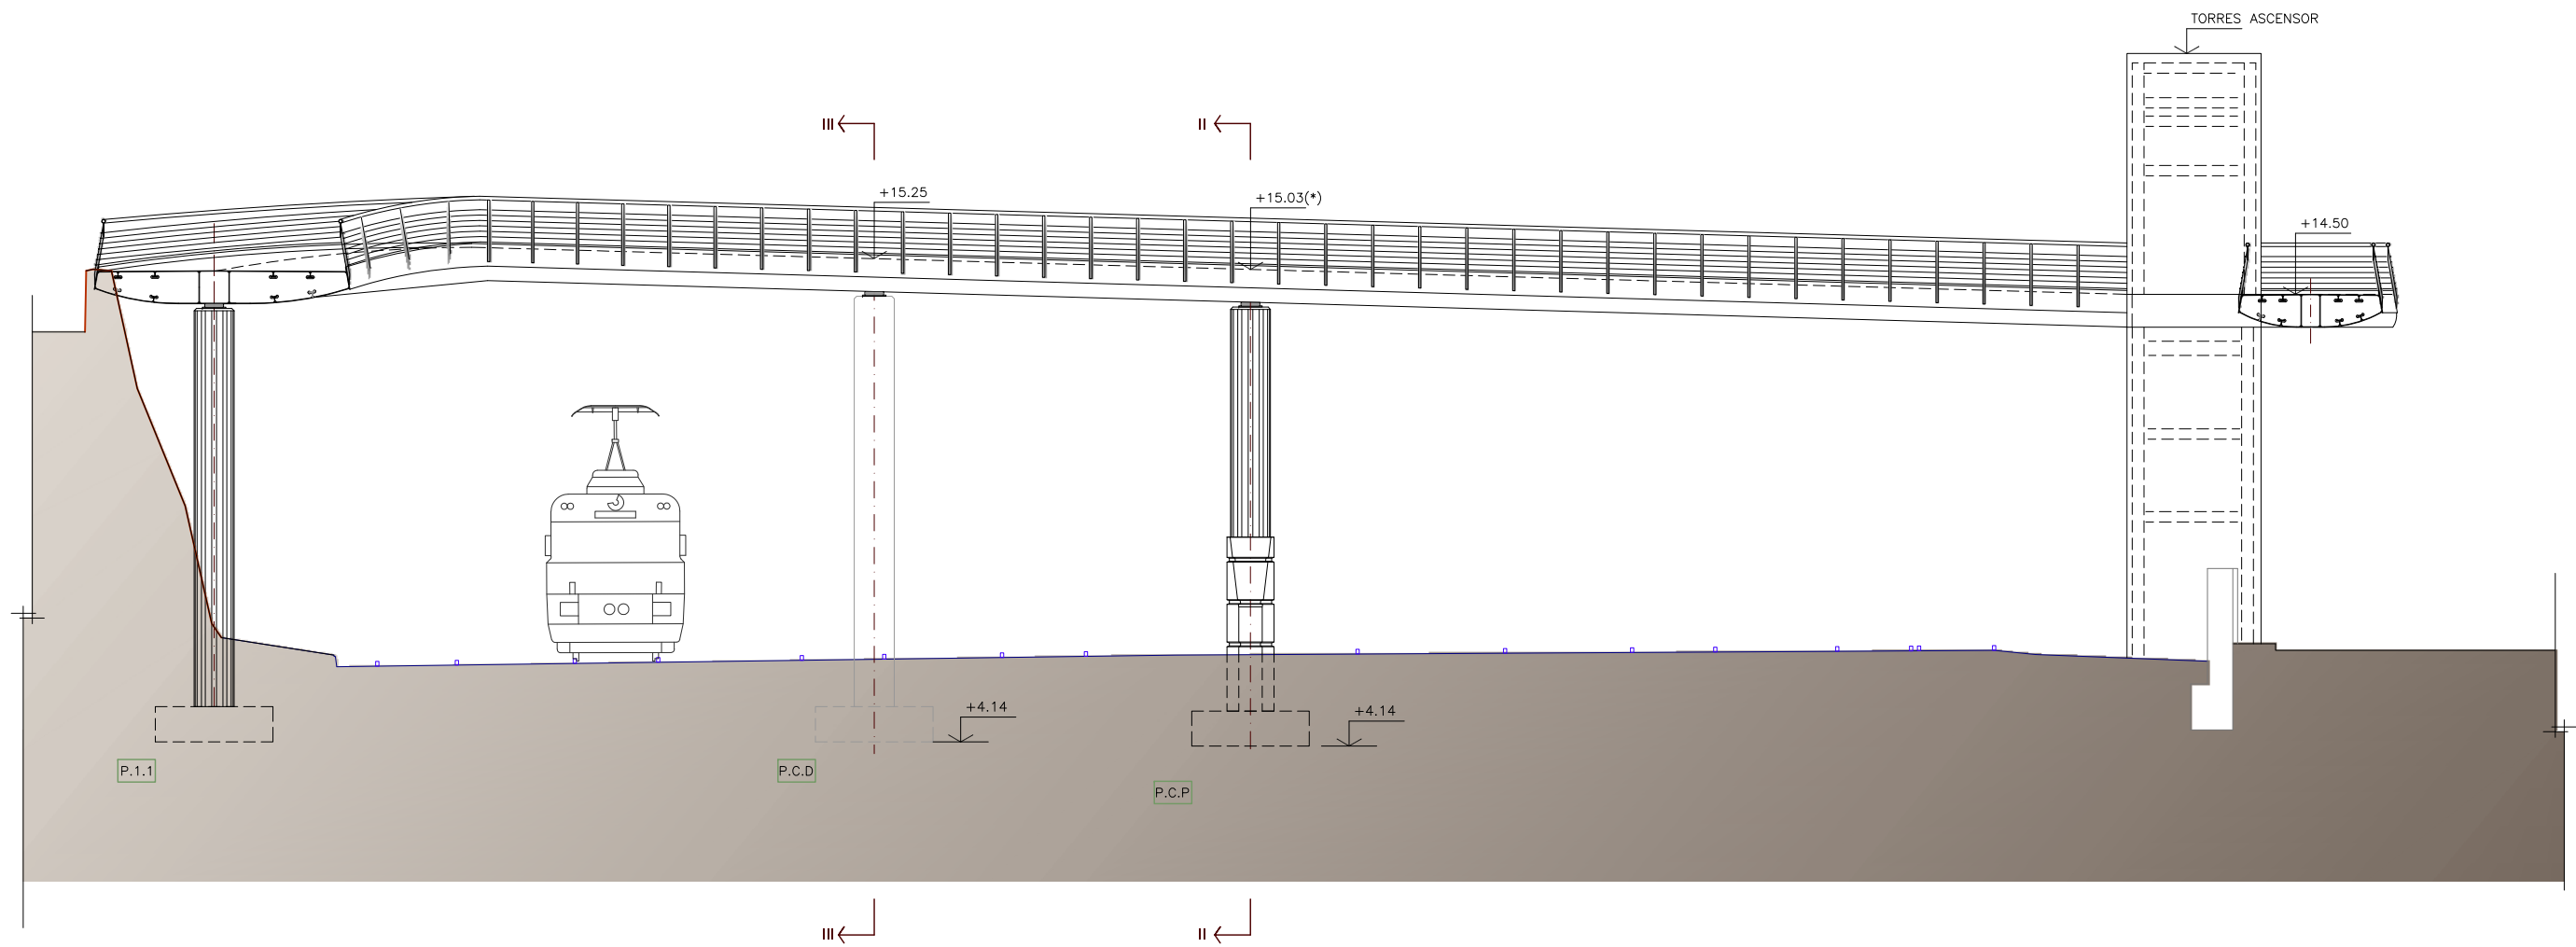 TORRES ASCENSOR
III
II
+15.25
+15.03(*)
+14.50
+4.14
+4.14
P.1.1
P.C.D
P.C.P
III
II